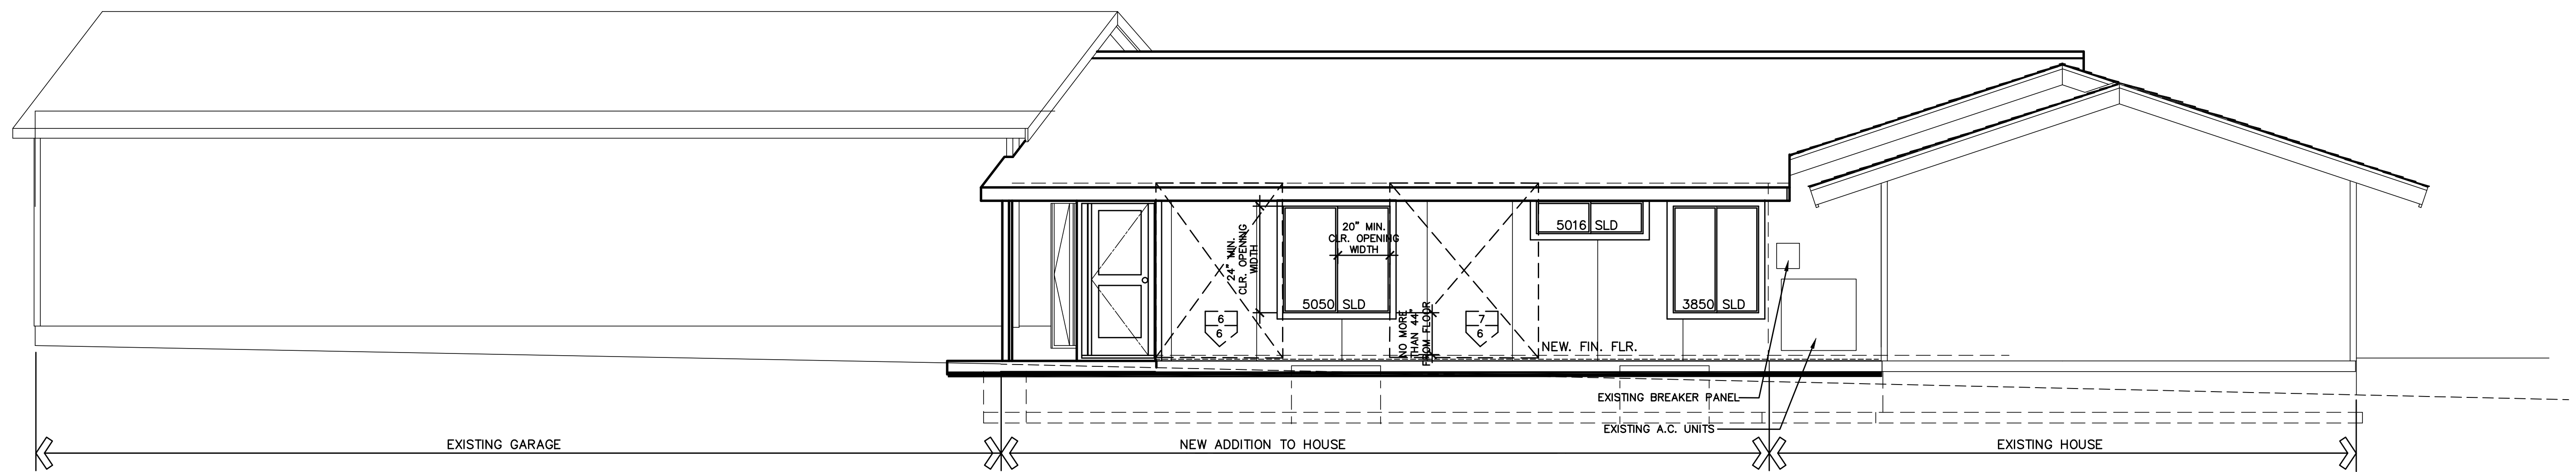 5016 SLD
20" MIN.
CLR. OPENING
WIDTH
24" MIN.
CLR. OPENING
WIDTH
5050 SLD
3850 SLD
6
6
7
6
NO MORE
THAN 44"
FROM FLOOR
NEW. FIN. FLR.
EXISTING BREAKER PANEL
EXISTING A.C. UNITS
EXISTING GARAGE
NEW ADDITION TO HOUSE
EXISTING HOUSE